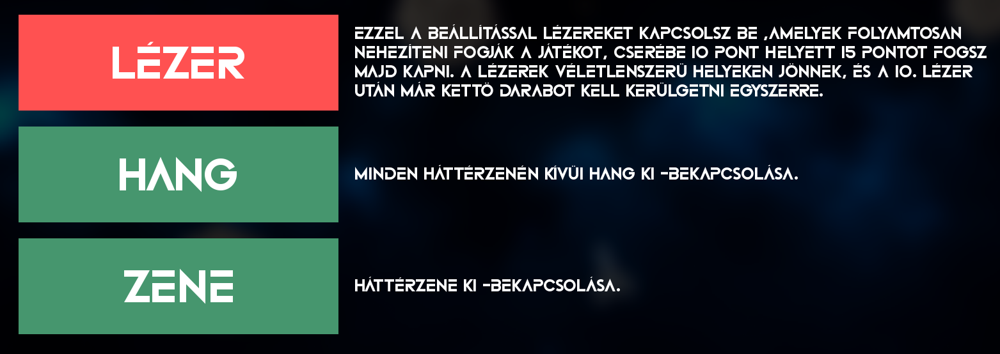 LÉZER
EZZEL A BEÁLLÍTÁSSAL LÉZEREKET KAPCSOLSZ BE ,AMELYEK FOLYAMTOSAN
NEHEZÍTENI FOGJÁK A JÁTÉKOT, CSERÉBE 10 PONT HELYETT 15 PONTOT FOGSZ
MAJD KAPNI. A LÉZEREK VÉLETLENSZERÜ HELYEKEN JÖNNEK, ÉS A 10. LÉZER
UTÁN MÁR KETTÖ DARABOT KELL KERÜLGETNI EGYSZERRE.
HANG
MINDEN HÁTTÉRZENÉN KÍVÜI HANG KI -BEKAPCSOLÁSA.
ZENE
HÁTTÉRZENE KI -BEKAPCSOLÁSA.